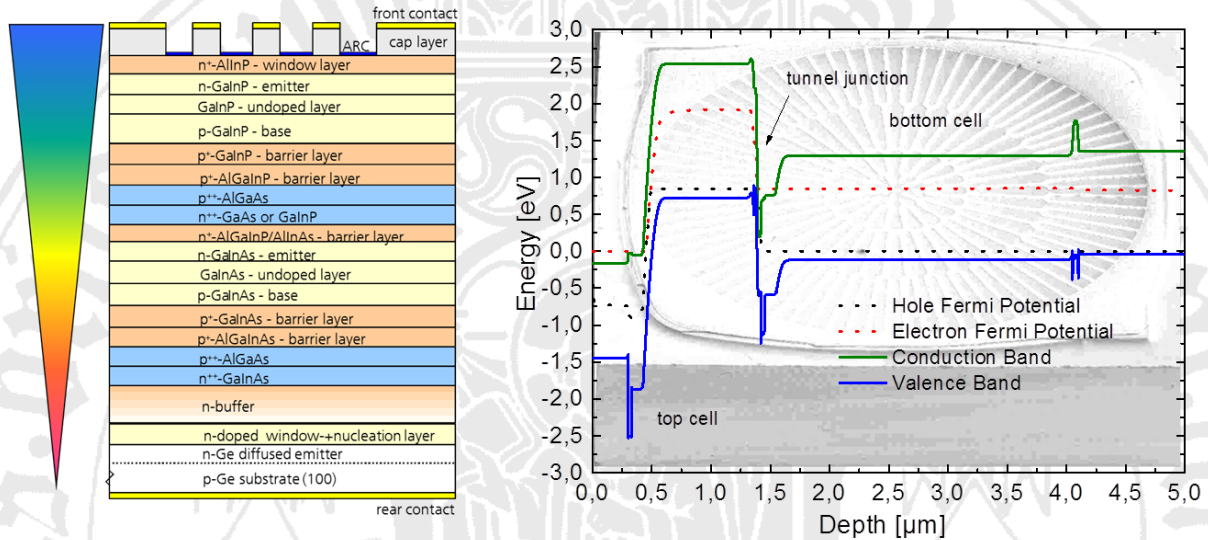 front contact
ARC
cap layer
n⁺-AlInP - window layer
n-GaInP - emitter
GaInP - undoped layer
p-GaInP - base
p⁺-GaInP - barrier layer
p⁺-AlGaInP - barrier layer
p⁺⁺-AlGaAs
n⁺⁺-GaAs or GaInP
n⁺-AlGaInP/AlInAs - barrier layer
n-GaInAs - emitter
GaInAs - undoped layer
p-GaInAs - base
p⁺-GaInAs - barrier layer
p⁺-AlGaInAs - barrier layer
p⁺⁺-AlGaAs
n⁺⁺-GaInAs
n-buffer
n-doped window-+nucleation layer
n-Ge diffused emitter
p-Ge substrate (100)
rear contact
Energy [eV]
3,0
2,5
2,0
1,5
1,0
0,5
0,0
-0,5
-1,0
-1,5
-2,0
-2,5
-3,0
tunnel junction
bottom cell
Hole Fermi Potential
Electron Fermi Potential
Conduction Band
Valence Band
top cell
0,0 0,5 1,0 1,5 2,0 2,5 3,0 3,5 4,0 4,5 5,0
Depth [µm]